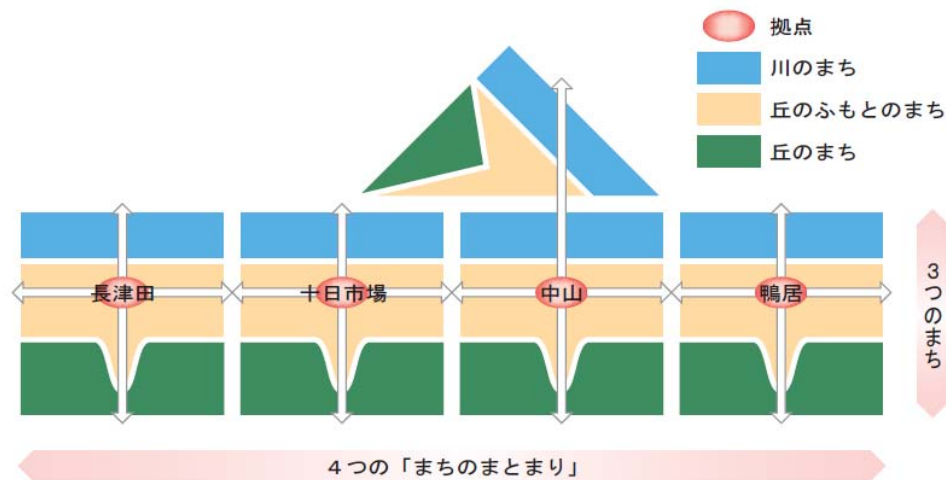 拠点
川のまち
丘のふもとのまち
丘のまち
長津田
十日市場
中山
鴨居
3つのまち
4つの「まちのまとまり」